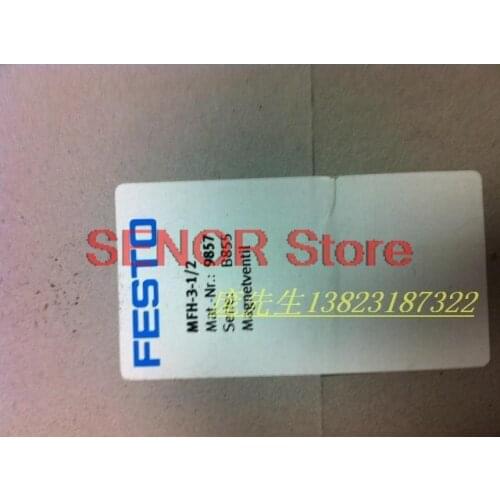 FESTO
MFH-3-1/2
Mat.-Nr.: 9857
Serie: B855
Magnetventil
SENCR Store
先生13823187322